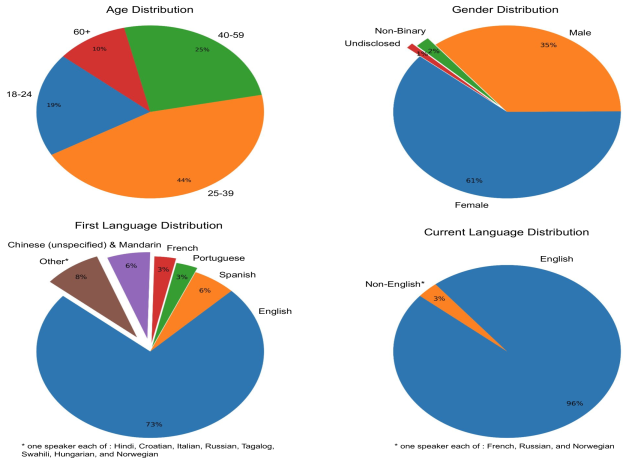 Age Distribution
60+
40-59
10%
25%
18-24
19%
44%
25-39
Gender Distribution
Non-Binary
Male
Undisclosed
2%
35%
1%
61%
Female
First Language Distribution
Chinese (unspecified) & Mandarin
French
Other*
Portuguese
6%
3%
8%
3%
Spanish
6%
English
73%
* one speaker each of : Hindi, Croatian, Italian, Russian, Tagalog,
Swahili, Hungarian, and Norwegian
Current Language Distribution
English
Non-English*
3%
96%
* one speaker each of : French, Russian, and Norwegian